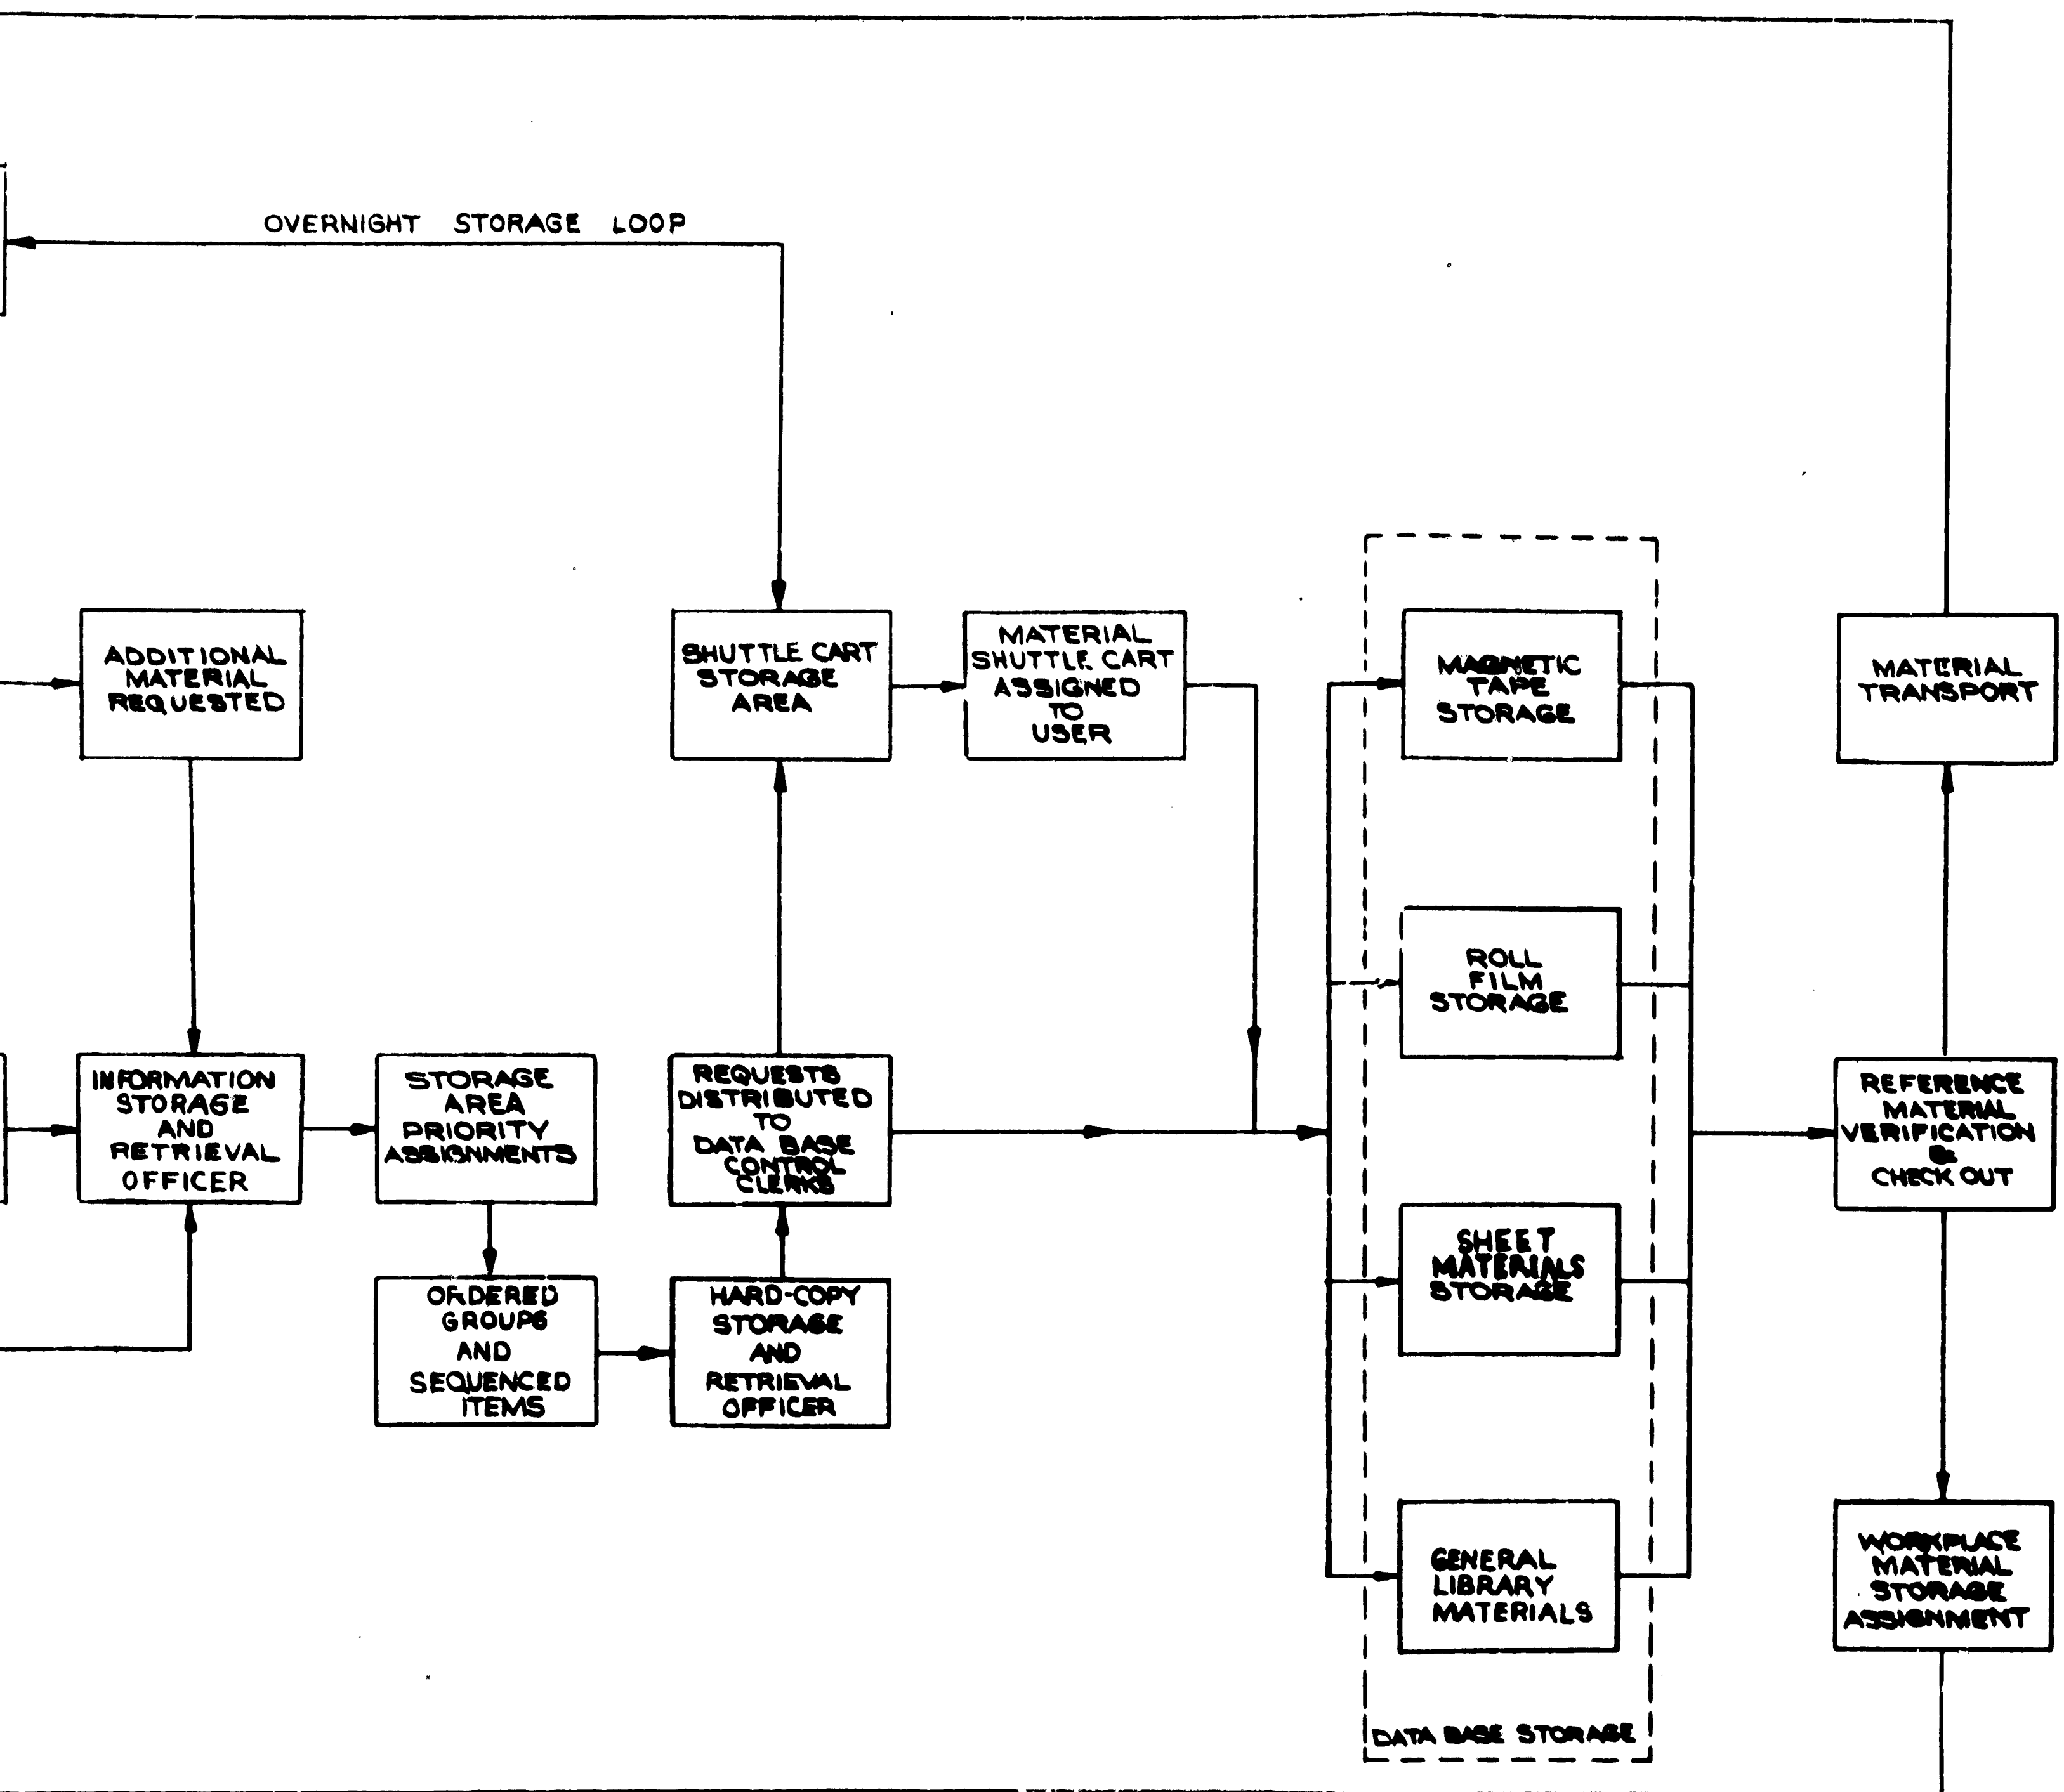 OVERNIGHT STORAGE LOOP
ADDITIONAL
MATERIAL
REQUESTED
SHUTTLE CART
STORAGE
AREA
MATERIAL
SHUTTLE CART
ASSIGNED
TO
USER
MAGNETIC
TAPE
STORAGE
MATERIAL
TRANSPORT
ROLL
FILM
STORAGE
INFORMATION
STORAGE
AND
RETRIEVAL
OFFICER
STORAGE
AREA
PRIORITY
ASSIGNMENTS
REQUESTS
DISTRIBUTED
TO
DATA BASE
CONTROL
CLERKS
REFERENCE
MATERIAL
VERIFICATION
&
CHECK OUT
ORDERED
GROUPS
AND
SEQUENCED
ITEMS
HARD-COPY
STORAGE
AND
RETRIEVAL
OFFICER
SHEET
MATERIALS
STORAGE
GENERAL
LIBRARY
MATERIALS
WORKPLACE
MATERIAL
STORAGE
ASSIGNMENT
DATA BASE STORAGE